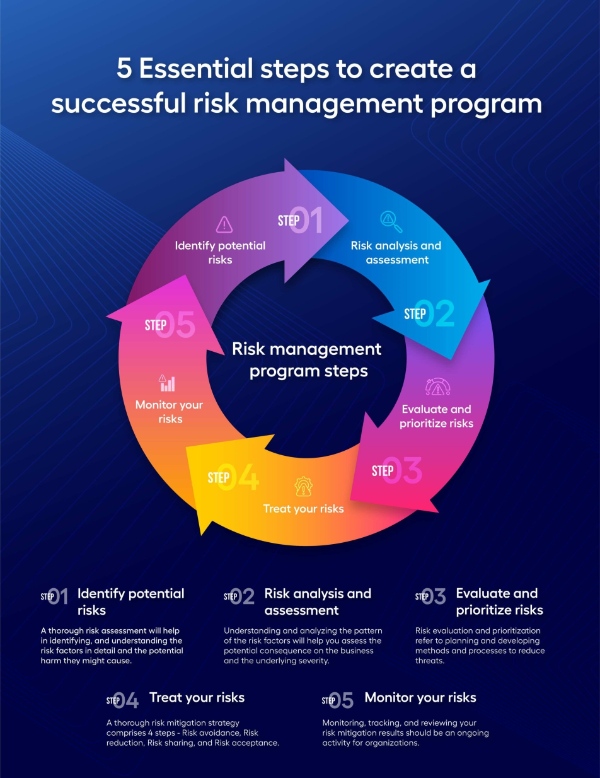 5 Essential steps to create a
successful risk management program
STEP 01
Identify potential
risks
Risk analysis and
assessment
STEP 02
Evaluate and
prioritize risks
STEP 03
Treat your risks
STEP 04
Monitor your
risks
STEP 05
Risk management
program steps
STEP 01 Identify potential
risks
A thorough risk assessment will help
in identifying, and understanding the
risk factors in detail and the potential
harm they might cause.
STEP 02 Risk analysis and
assessment
Understanding and analyzing the pattern
of the risk factors will help you assess the
potential consequence on the business
and the underlying severity.
STEP 03 Evaluate and
prioritize risks
Risk evaluation and prioritization
refer to planning and developing
methods and processes to reduce
threats.
STEP 04 Treat your risks
A thorough risk mitigation strategy
comprises 4 steps - Risk avoidance, Risk
reduction, Risk sharing, and Risk acceptance.
STEP 05 Monitor your risks
Monitoring, tracking, and reviewing your
risk mitigation results should be an ongoing
activity for organizations.